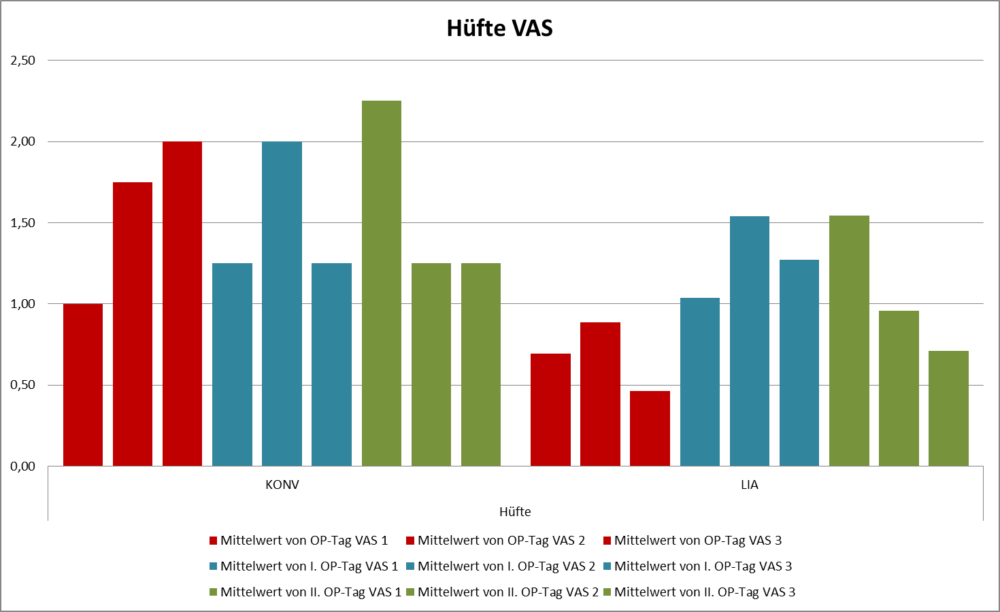 Hüfte VAS
2,50
2,00
1,50
1,00
0,50
0,00
KONV LIA
Hüfte
Mittelwert von OP-Tag VAS 1 Mittelwert von OP-Tag VAS 2 Mittelwert von OP-Tag VAS 3
Mittelwert von I. OP-Tag VAS 1 Mittelwert von I. OP-Tag VAS 2 Mittelwert von I. OP-Tag VAS 3
Mittelwert von II. OP-Tag VAS 1 Mittelwert von II. OP-Tag VAS 2 Mittelwert von II. OP-Tag VAS 3